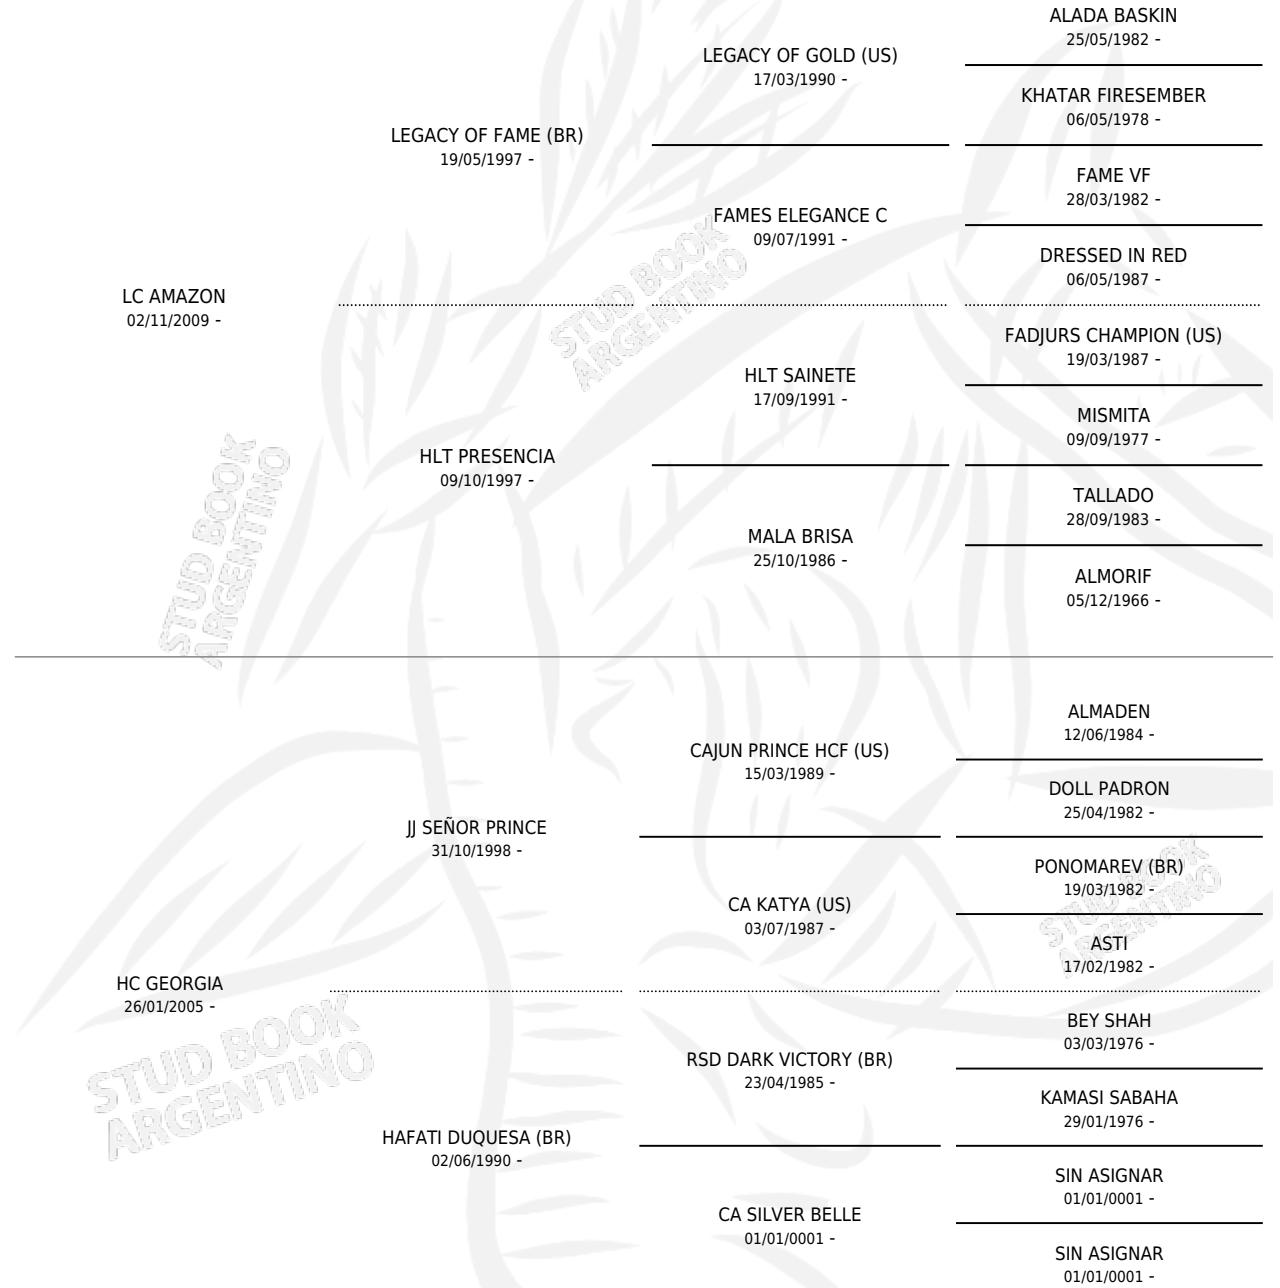 ALADA BASKIN
25/05/1982 -
LEGACY OF GOLD (US)
17/03/1990 -
KHATAR FIRESEMBER
06/05/1978 -
LEGACY OF FAME (BR)
19/05/1997 -
FAME VF
28/03/1982 -
FAMES ELEGANCE C
09/07/1991 -
DRESSED IN RED
06/05/1987 -
LC AMAZON
02/11/2009 -
FADJURS CHAMPION (US)
19/03/1987 -
HLT SAINETE
17/09/1991 -
MISMITA
09/09/1977 -
HLT PRESENCIA
09/10/1997 -
TALLADO
28/09/1983 -
MALA BRISA
25/10/1986 -
ALMORIF
05/12/1966 -
STUD BOOK
ARGENTINO
STUD BOOK
ARGENTINO
ALMADEN
12/06/1984 -
CAJUN PRINCE HCF (US)
15/03/1989 -
DOLL PADRON
25/04/1982 -
JJ SEÑOR PRINCE
31/10/1998 -
PONOMAREV (BR)
19/03/1982 -
CA KATYA (US)
03/07/1987 -
ASTI
17/02/1982 -
HC GEORGIA
26/01/2005 -
BEY SHAH
03/03/1976 -
RSD DARK VICTORY (BR)
23/04/1985 -
KAMASI SABAHA
29/01/1976 -
HAFATI DUQUESA (BR)
02/06/1990 -
SIN ASIGNAR
01/01/0001 -
CA SILVER BELLE
01/01/0001 -
SIN ASIGNAR
01/01/0001 -
STUD BOOK
ARGENTINO
STUD BOOK
ARGENTINO